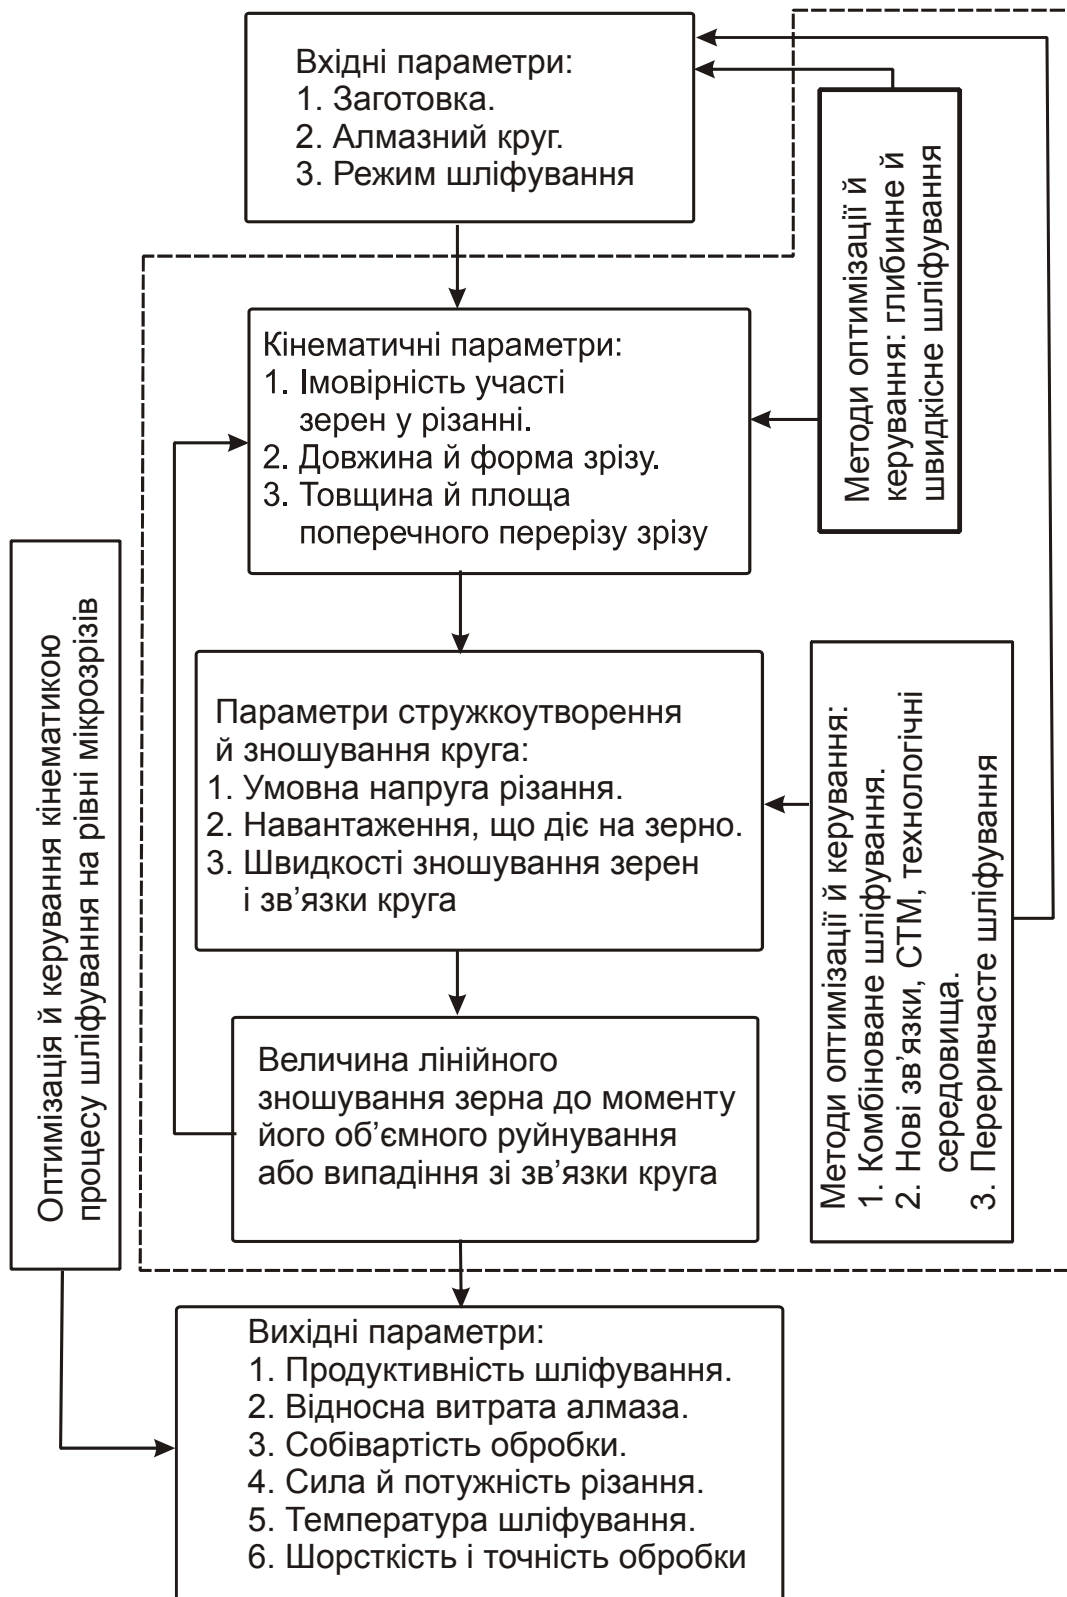 Вхідні параметри:
1. Заготовка.
2. Алмазний круг.
3. Режим шліфування
Методи оптимізації й
керування: глибинне й
швидкісне шліфування
Кінематичні параметри:
1. Імовірність участі
зерен у різанні.
2. Довжина й форма зрізу.
3. Товщина й площа
поперечного перерізу зрізу
Оптимізація й керування кінематикою
процесу шліфування на рівні мікрозрізів
Параметри стружкоутворення
й зношування круга:
1. Умовна напруга різання.
2. Навантаження, що діє на зерно.
3. Швидкості зношування зерен
і зв’язки круга
Методи оптимізації й керування:
1. Комбіноване шліфування.
2. Нові зв’язки, СТМ, технологічні
середовища.
3. Переривчасте шліфування
Величина лінійного
зношування зерна до моменту
його об’ємного руйнування
або випадіння зі зв’язки круга
Вихідні параметри:
1. Продуктивність шліфування.
2. Відносна витрата алмаза.
3. Собівартість обробки.
4. Сила й потужність різання.
5. Температура шліфування.
6. Шорсткість і точність обробки